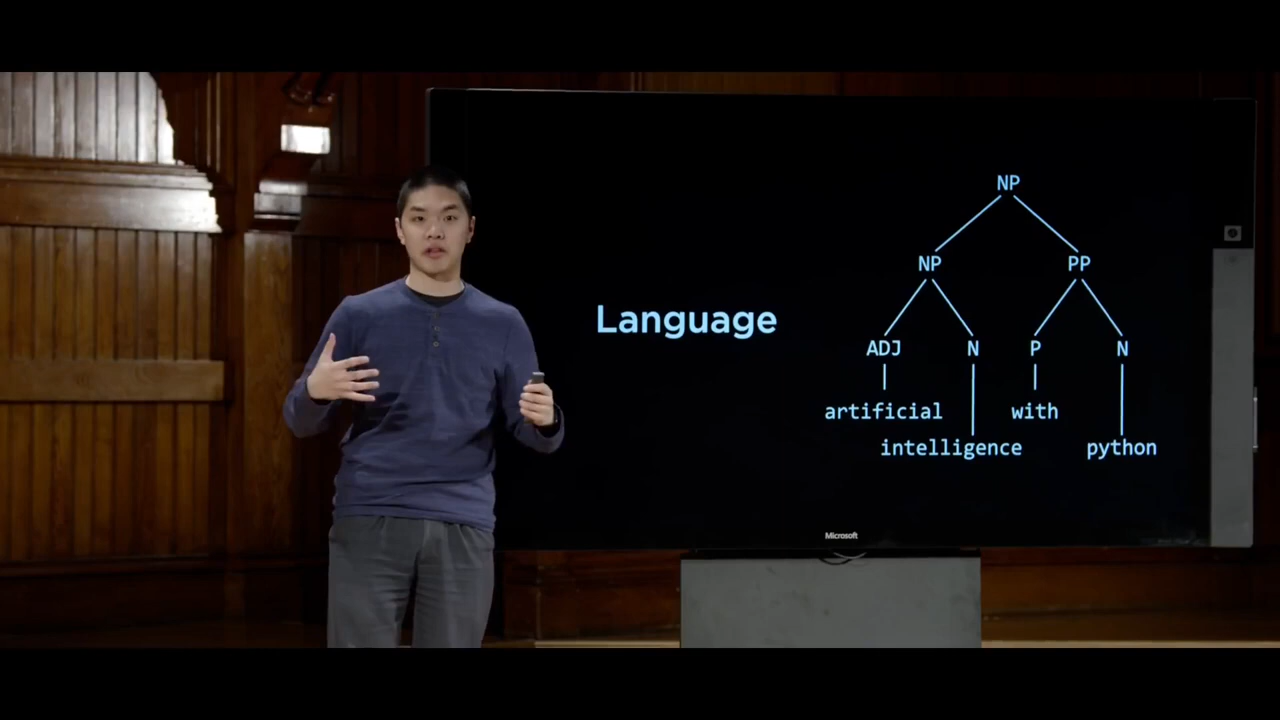 NP
NP PP
Language
ADJ N P N
artificial with
intelligence python
Microsoft